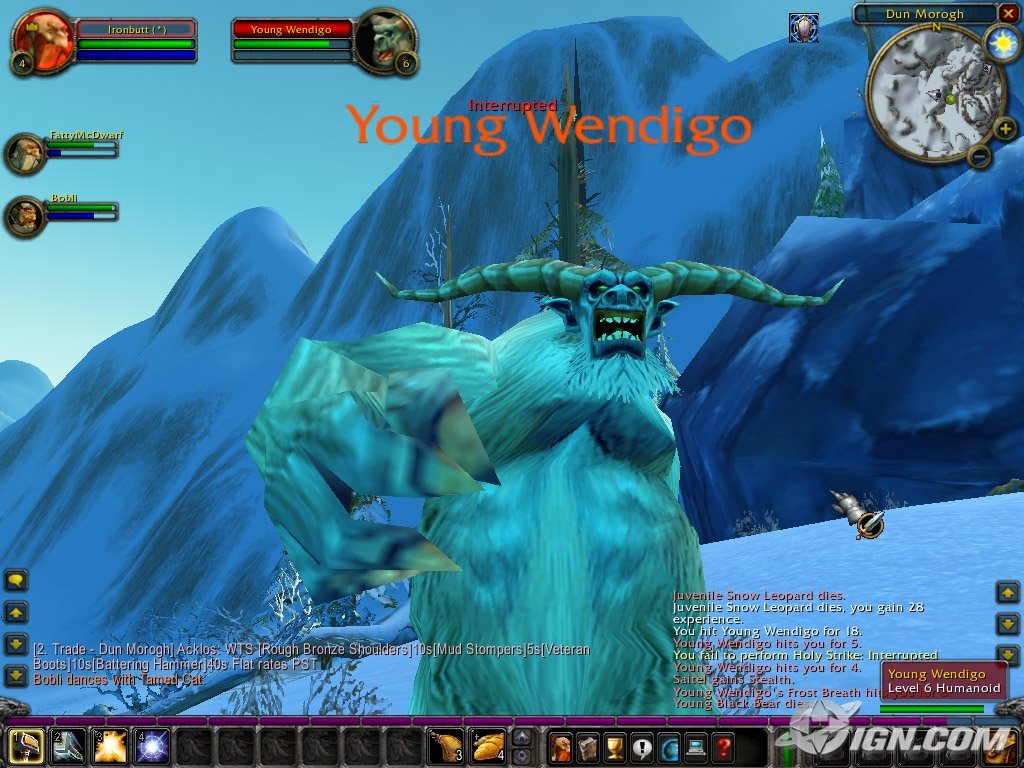 Ironbutt (*)
4
Young Wendigo
6
Dun Morogh
N
Interrupted
Young Wendigo
FattyMcDwarf
Bobli
Juvenile Snow Leopard dies.
Juvenile Snow Leopard dies, you gain 28
experience.
You hit Young Wendigo for 18.
Young Wendigo hits you for 5.
You fail to perform Holy Strike: Interrupted
Young Wendigo hits you for 4.
Saitel gains Stealth.
Young Wendigo's Frost Breath hits you
Young Black Bear dies
[2. Trade - Dun Morogh] Acklos: WTS [Rough Bronze Shoulders]10s[Mud Stompers]5s[Veteran
Boots]10s[Battering Hammer]40s Flat rates PST
Bobli dances with Tamed Cat.
Young Wendigo
Level 6 Humanoid
2
3
4
3
4
IGN.COM